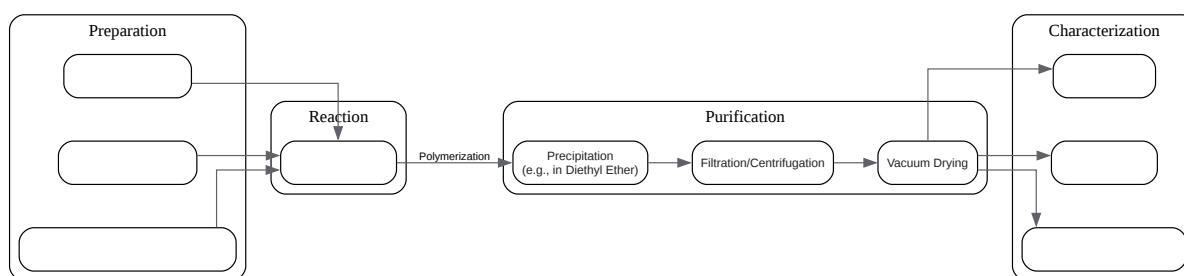 Preparation
Reaction
Polymerization
Purification
Precipitation
(e.g., in Diethyl Ether)
Filtration/Centrifugation
Vacuum Drying
Characterization